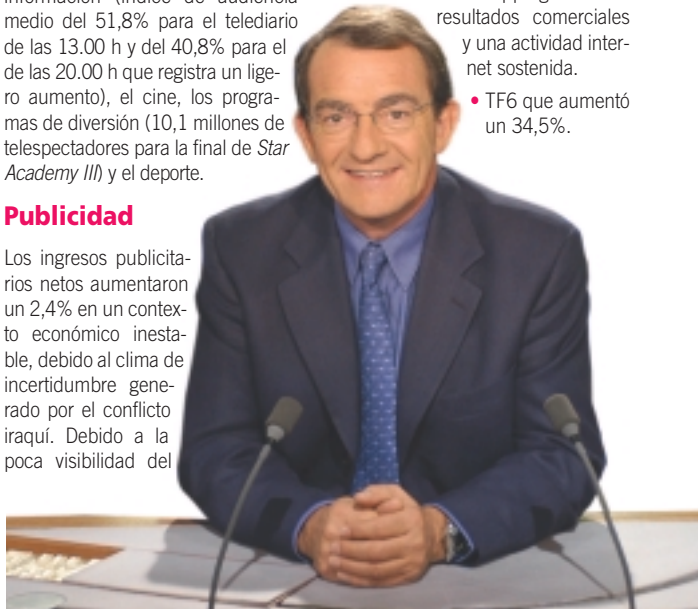 medio del 51,8% para el telediario
de las 13.00 h y del 40,8% para el
de las 20.00 h que registra un lige-
ro aumento), el cine, los progra-
mas de diversión (10,1 millones de
telespectadores para la final de Star
Academy III) y el deporte.
Publicidad
Los ingresos publicita-
rios netos aumentaron
un 2,4% en un contex-
to económico inesta-
ble, debido al clima de
incertidumbre gene-
rado por el conflicto
iraquí. Debido a la
poca visibilidad del
resultados comerciales
y una actividad inter-
net sostenida.
• TF6 que aumentó
un 34,5%.